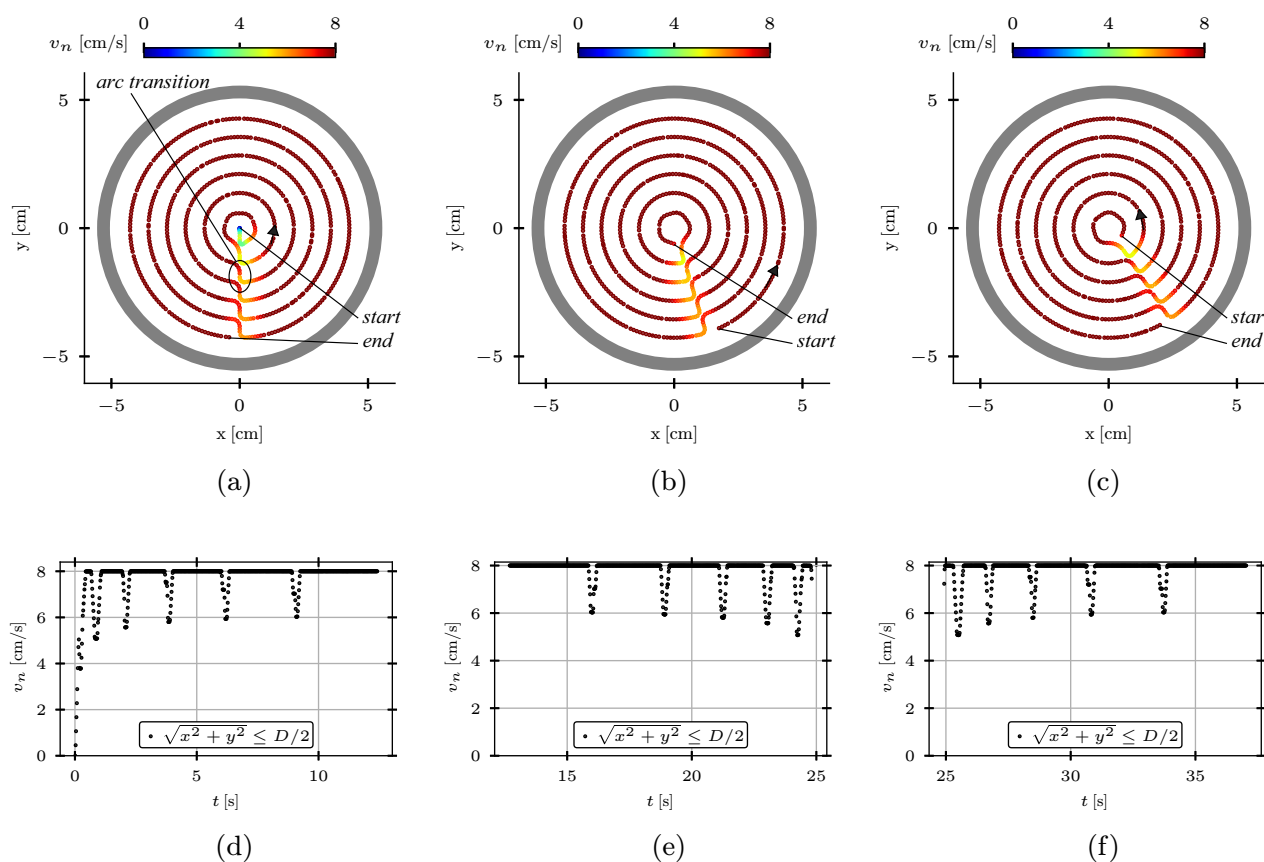 0 4 8
v_n [cm/s]
arc transition
5
0
−5
y [cm]
start
end
−5 0 5
x [cm]
(a)
0 4 8
v_n [cm/s]
5
0
−5
y [cm]
end
start
−5 0 5
x [cm]
(b)
0 4 8
v_n [cm/s]
5
0
−5
y [cm]
start
end
−5 0 5
x [cm]
(c)
8
6
4
2
0
v_n [cm/s]
√x² + y² ≤ D/2
0 5 10
t [s]
(d)
8
6
4
2
0
v_n [cm/s]
√x² + y² ≤ D/2
15 20 25
t [s]
(e)
8
6
4
2
0
v_n [cm/s]
√x² + y² ≤ D/2
25 30 35
t [s]
(f)